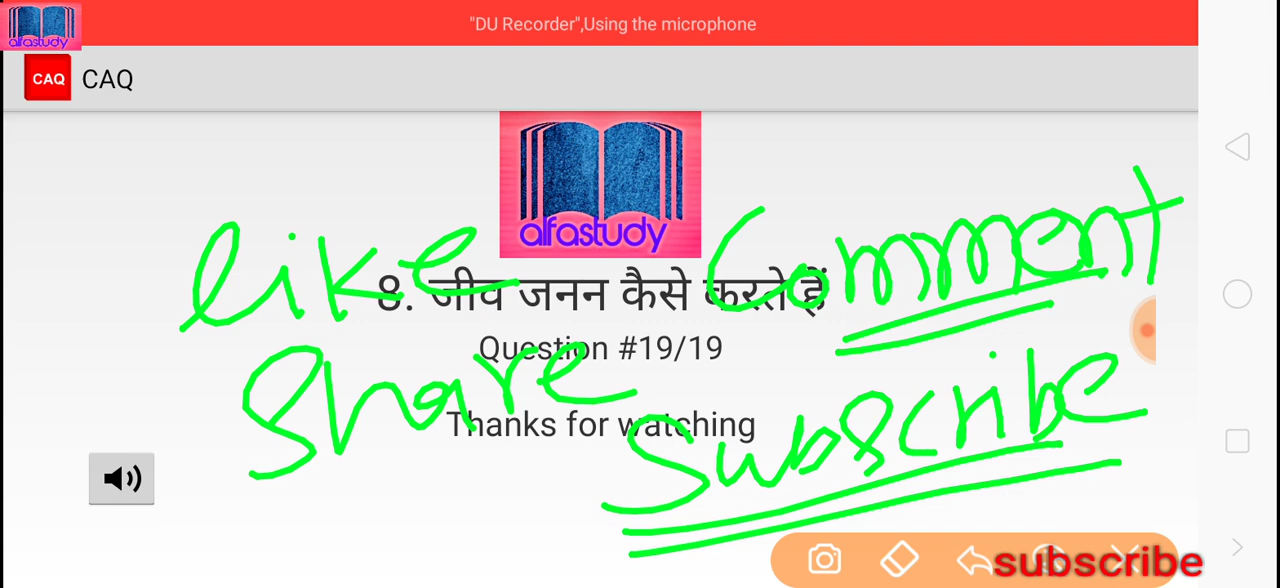 alfastudy
"DU Recorder",Using the microphone
CAQ CAQ
alfastudy
like Comment
8. जीव जनन कैसे करते हैं
Question #19/19
Share
Thanks for watching
Subscribe
subscribe